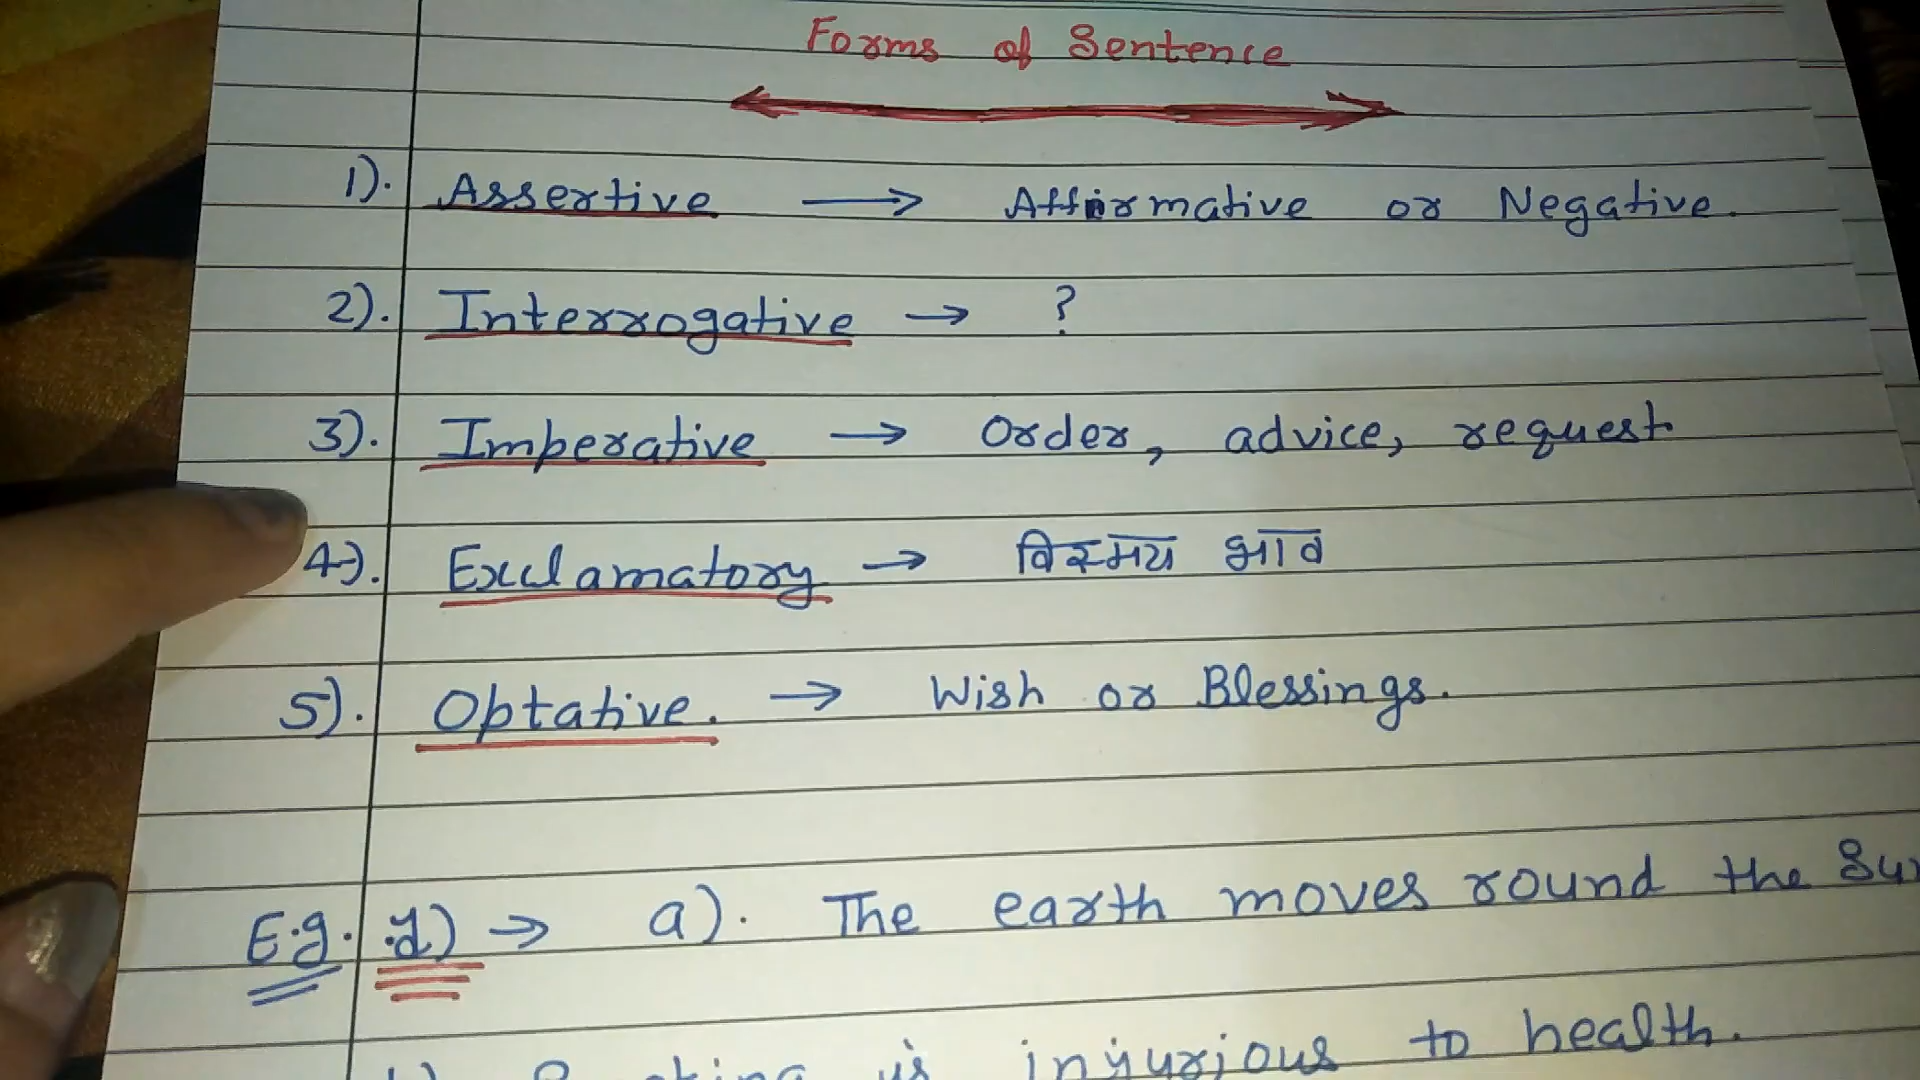 Forms of Sentence
1). Assertive → Affirmative or Negative.
2). Interrogative → ?
3). Imperative → Order, advice, request.
4). Exclamatory → विस्मय भाव
5). Optative. → Wish or Blessings.
E.g. 1) → a). The earth moves round the
is injurious to health.